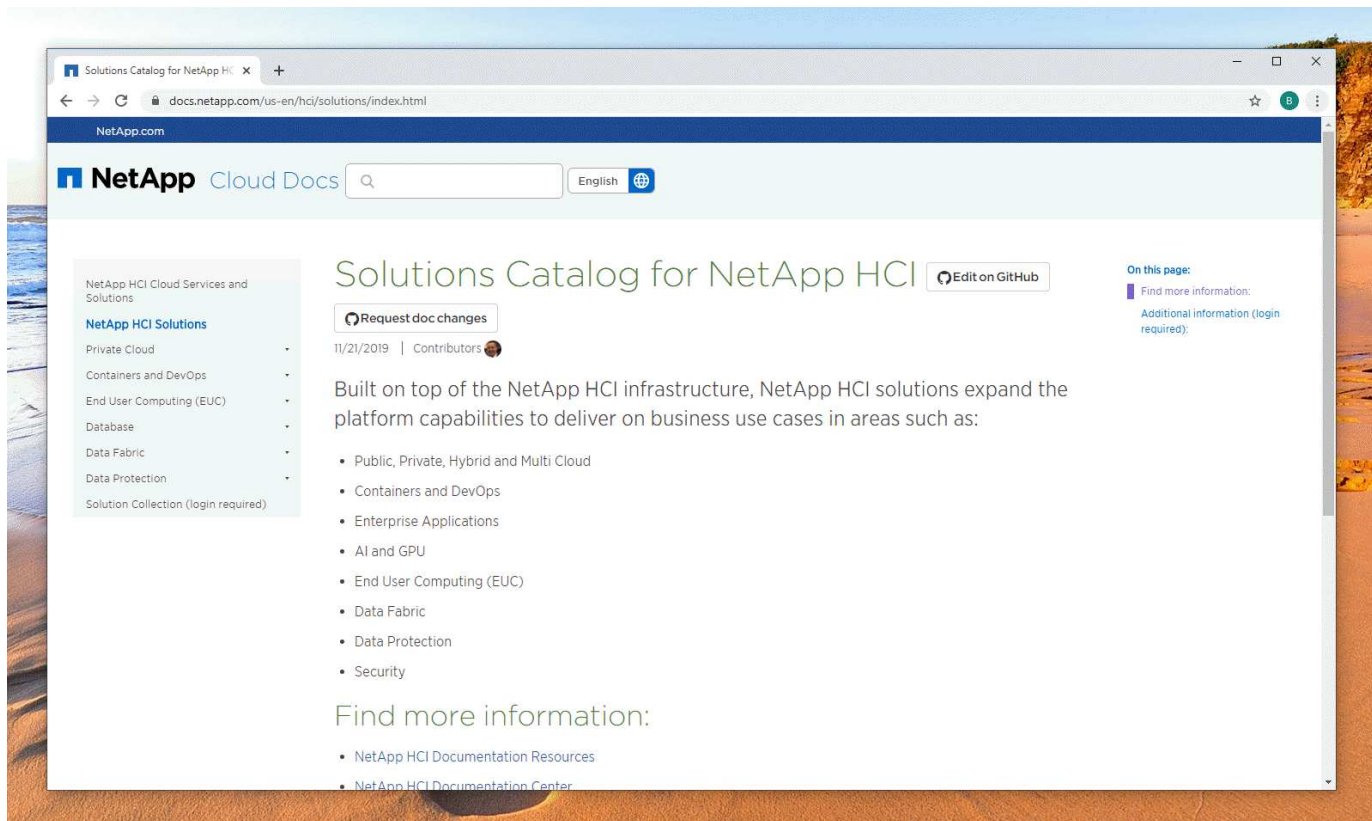 Solutions Catalog for NetApp HC
docs.netapp.com/us-en/hci/solutions/index.html
B
NetApp.com
NetApp Cloud Docs
English
NetApp HCI Cloud Services and
Solutions
NetApp HCI Solutions
Private Cloud
Containers and DevOps
End User Computing (EUC)
Database
Data Fabric
Data Protection
Solution Collection (login required)
Solutions Catalog for NetApp HCI
Edit on GitHub
Request doc changes
11/21/2019 | Contributors
Built on top of the NetApp HCI infrastructure, NetApp HCI solutions expand the
platform capabilities to deliver on business use cases in areas such as:
• Public, Private, Hybrid and Multi Cloud
• Containers and DevOps
• Enterprise Applications
• AI and GPU
• End User Computing (EUC)
• Data Fabric
• Data Protection
• Security
Find more information:
• NetApp HCI Documentation Resources
• NetApp HCI Documentation Center
On this page:
Find more information:
Additional information (login
required):